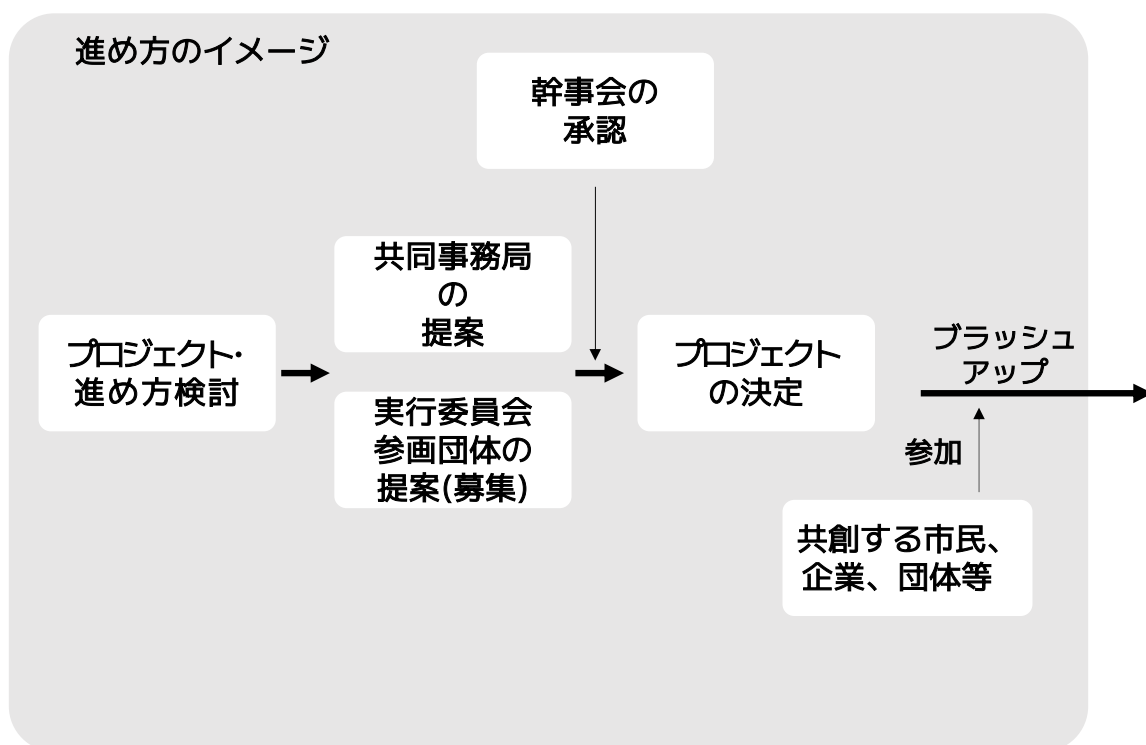 進め方のイメージ
幹事会の
承認
共同事務局
の
提案
プロジェクト・
進め方検討
実行委員会
参画団体の
提案(募集)
プロジェクト
の決定
ブラッシュ
アップ
参加
共創する市民、
企業、団体等